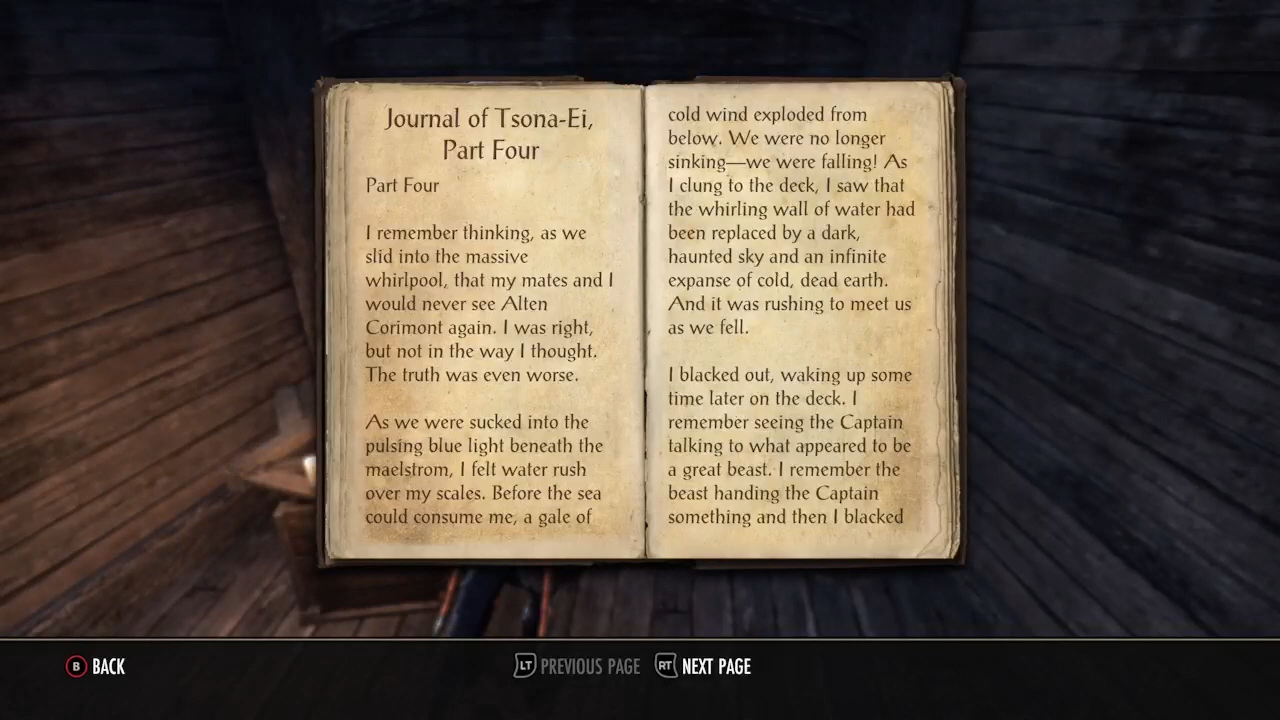 Journal of Tsona-Ei,
Part Four
Part Four
I remember thinking, as we
slid into the massive
whirlpool, that my mates and I
would never see Alten
Corimont again. I was right,
but not in the way I thought.
The truth was even worse.
As we were sucked into the
pulsing blue light beneath the
maelstrom, I felt water rush
over my scales. Before the sea
could consume me, a gale of
cold wind exploded from
below. We were no longer
sinking—we were falling! As
I clung to the deck, I saw that
the whirling wall of water had
been replaced by a dark,
haunted sky and an infinite
expanse of cold, dead earth.
And it was rushing to meet us
as we fell.
I blacked out, waking up some
time later on the deck. I
remember seeing the Captain
talking to what appeared to be
a great beast. I remember the
beast handing the Captain
something and then I blacked
B BACK
LT PREVIOUS PAGE RT NEXT PAGE